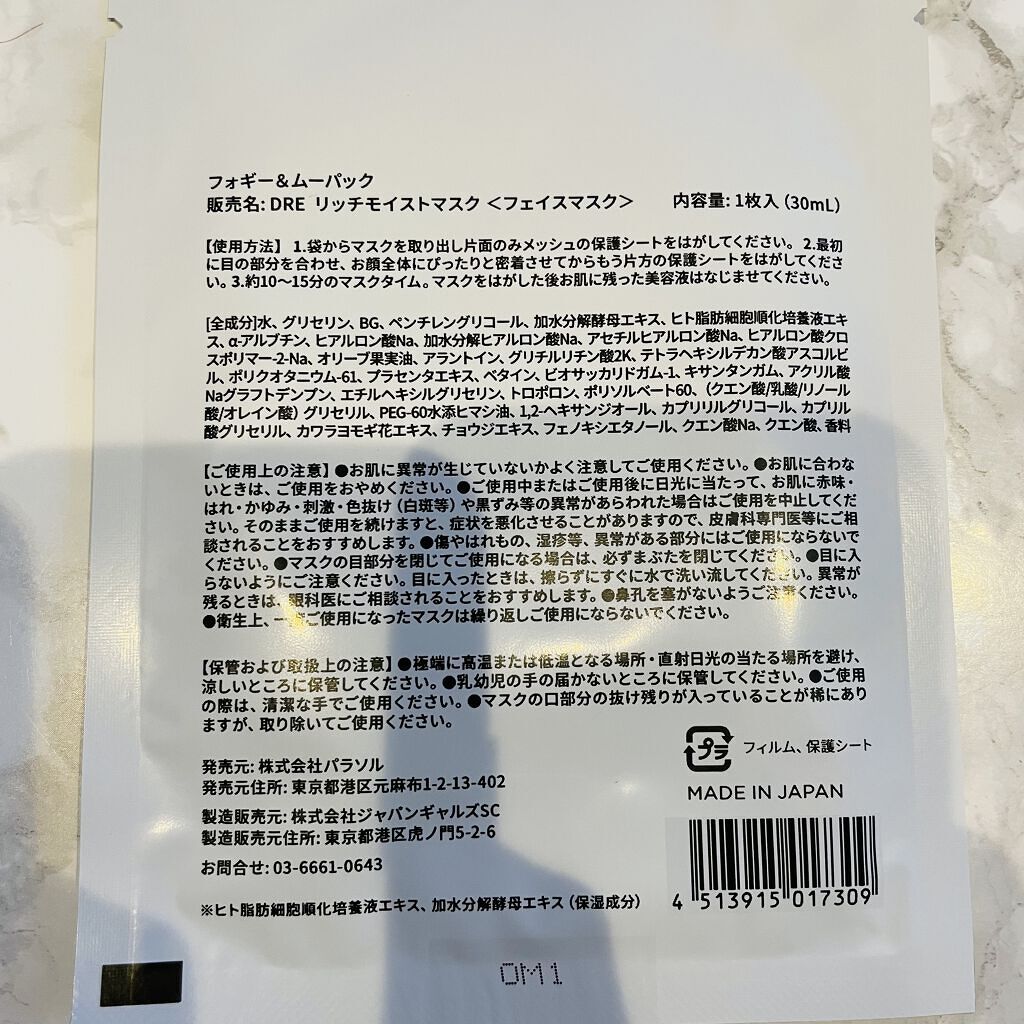 フォギー&ムーパック
販売名: DRE リッチモイストマスク <フェイスマスク> 内容量: 1枚入 (30mL)
【使用方法】 1.袋からマスクを取り出し片面のみメッシュの保護シートをはがしてください。 2.最初
に目の部分を合わせ、お顔全体にぴったりと密着させてからもう片方の保護シートをはがしてくださ
い。3.約10〜15分のマスクタイム。マスクをはがした後お肌に残った美容液はなじませてください。
[全成分]水、グリセリン、BG、ペンチレングリコール、加水分解酵母エキス、ヒト脂肪細胞順化培養液エキ
ス、α-アルブチン、ヒアルロン酸Na、加水分解ヒアルロン酸Na、アセチルヒアルロン酸Na、ヒアルロン酸クロ
スポリマー-2-Na、オリーブ果実油、アラントイン、グリチルリチン酸2K、テトラヘキシルデカン酸アスコルビ
ル、ポリクオタニウム-61、プラセンタエキス、ベタイン、ビオサッカリドガム-1、キサンタンガム、アクリル酸
Naグラフトデンプン、エチルヘキシルグリセリン、トロポロン、ポリソルベート60、(クエン酸/乳酸/リノール
酸/オレイン酸) グリセリル、PEG-60水添ヒマシ油、1,2-ヘキサンジオール、カプリリルグリコール、カプリル
酸グリセリル、カワラヨモギ花エキス、チョウジエキス、フェノキシエタノール、クエン酸Na、クエン酸、香料
【ご使用上の注意】●お肌に異常が生じていないかよく注意してご使用ください。●お肌に合わな
いときは、ご使用をおやめください。●ご使用中またはご使用後に日光に当たって、お肌に赤味・
はれ・かゆみ・刺激・色抜け (白斑等) や黒ずみ等の異常があらわれた場合はご使用を中止してくだ
さい。そのままご使用を続けますと、症状を悪化させることがありますので、皮膚科専門医等にご相
談されることをおすすめします。●傷やはれもの、湿疹等、異常がある部分にはご使用にならないで
ください。●マスクの目部分を閉じてご使用になる場合は、必ずまぶたを閉じてください。●目に入
らないようにご注意ください。目に入ったときは、擦らずにすぐに水で洗い流してください。異常が
残るときは、眼科医にご相談されることをおすすめします。●鼻孔を塞がないようご注意ください。
●衛生上、一度ご使用になったマスクは繰り返しご使用にならないでください。
【保管および取扱上の注意】●極端に高温または低温となる場所・直射日光の当たる場所を避け、
涼しいところに保管してください。●乳幼児の手の届かないところに保管してください。●ご使用
の際は、清潔な手でご使用ください。●マスクの口部分の抜け残りが入っていることが稀にあり
ますが、取り除いてご使用ください。
プラ フィルム、保護シート
発売元: 株式会社パラソル
発売元住所: 東京都港区元麻布1-2-13-402
MADE IN JAPAN
製造販売元: 株式会社ジャパンギャルズSC
製造販売元住所: 東京都港区虎ノ門5-2-6
お問合せ: 03-6661-0643
4 513915 017309
※ヒト脂肪細胞順化培養液エキス、加水分解酵母エキス (保湿成分)
OM1